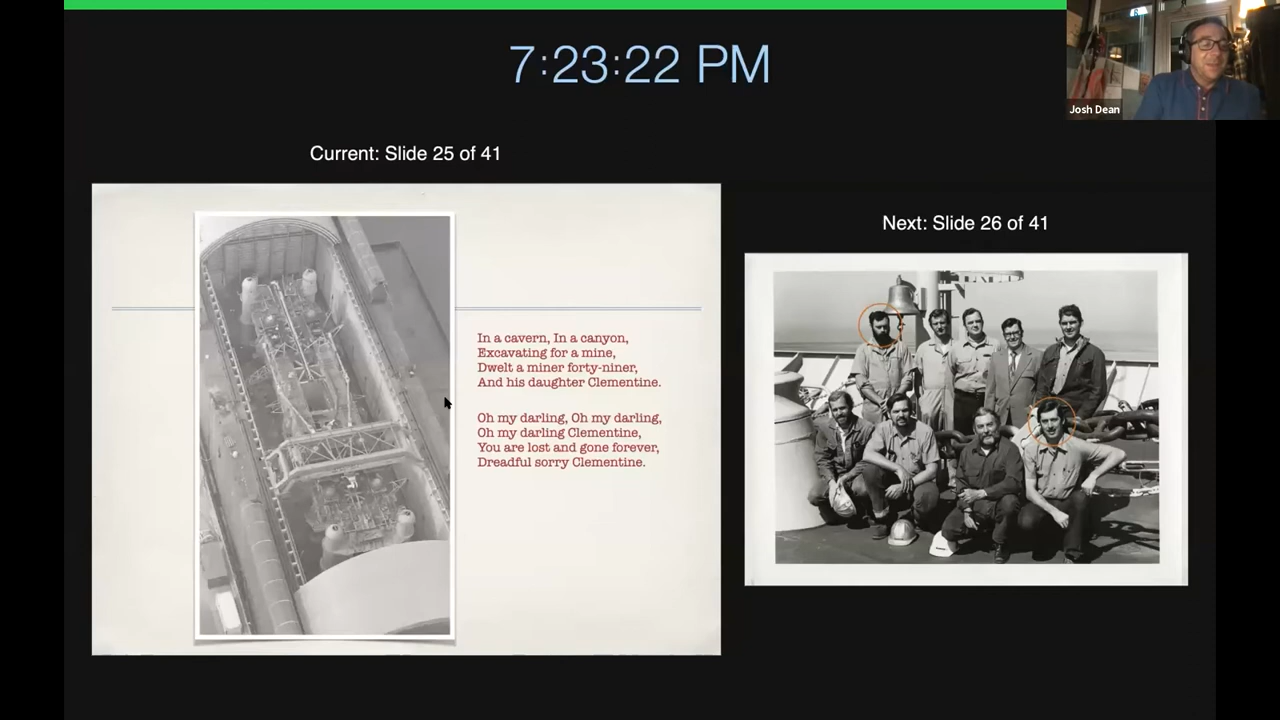 7:23:22 PM
Josh Dean
Current: Slide 25 of 41
Next: Slide 26 of 41
In a cavern, In a canyon,
Excavating for a mine,
Dwelt a miner forty-niner,
And his daughter Clementine.
Oh my darling, Oh my darling,
Oh my darling Clementine,
You are lost and gone forever,
Dreadful sorry Clementine.